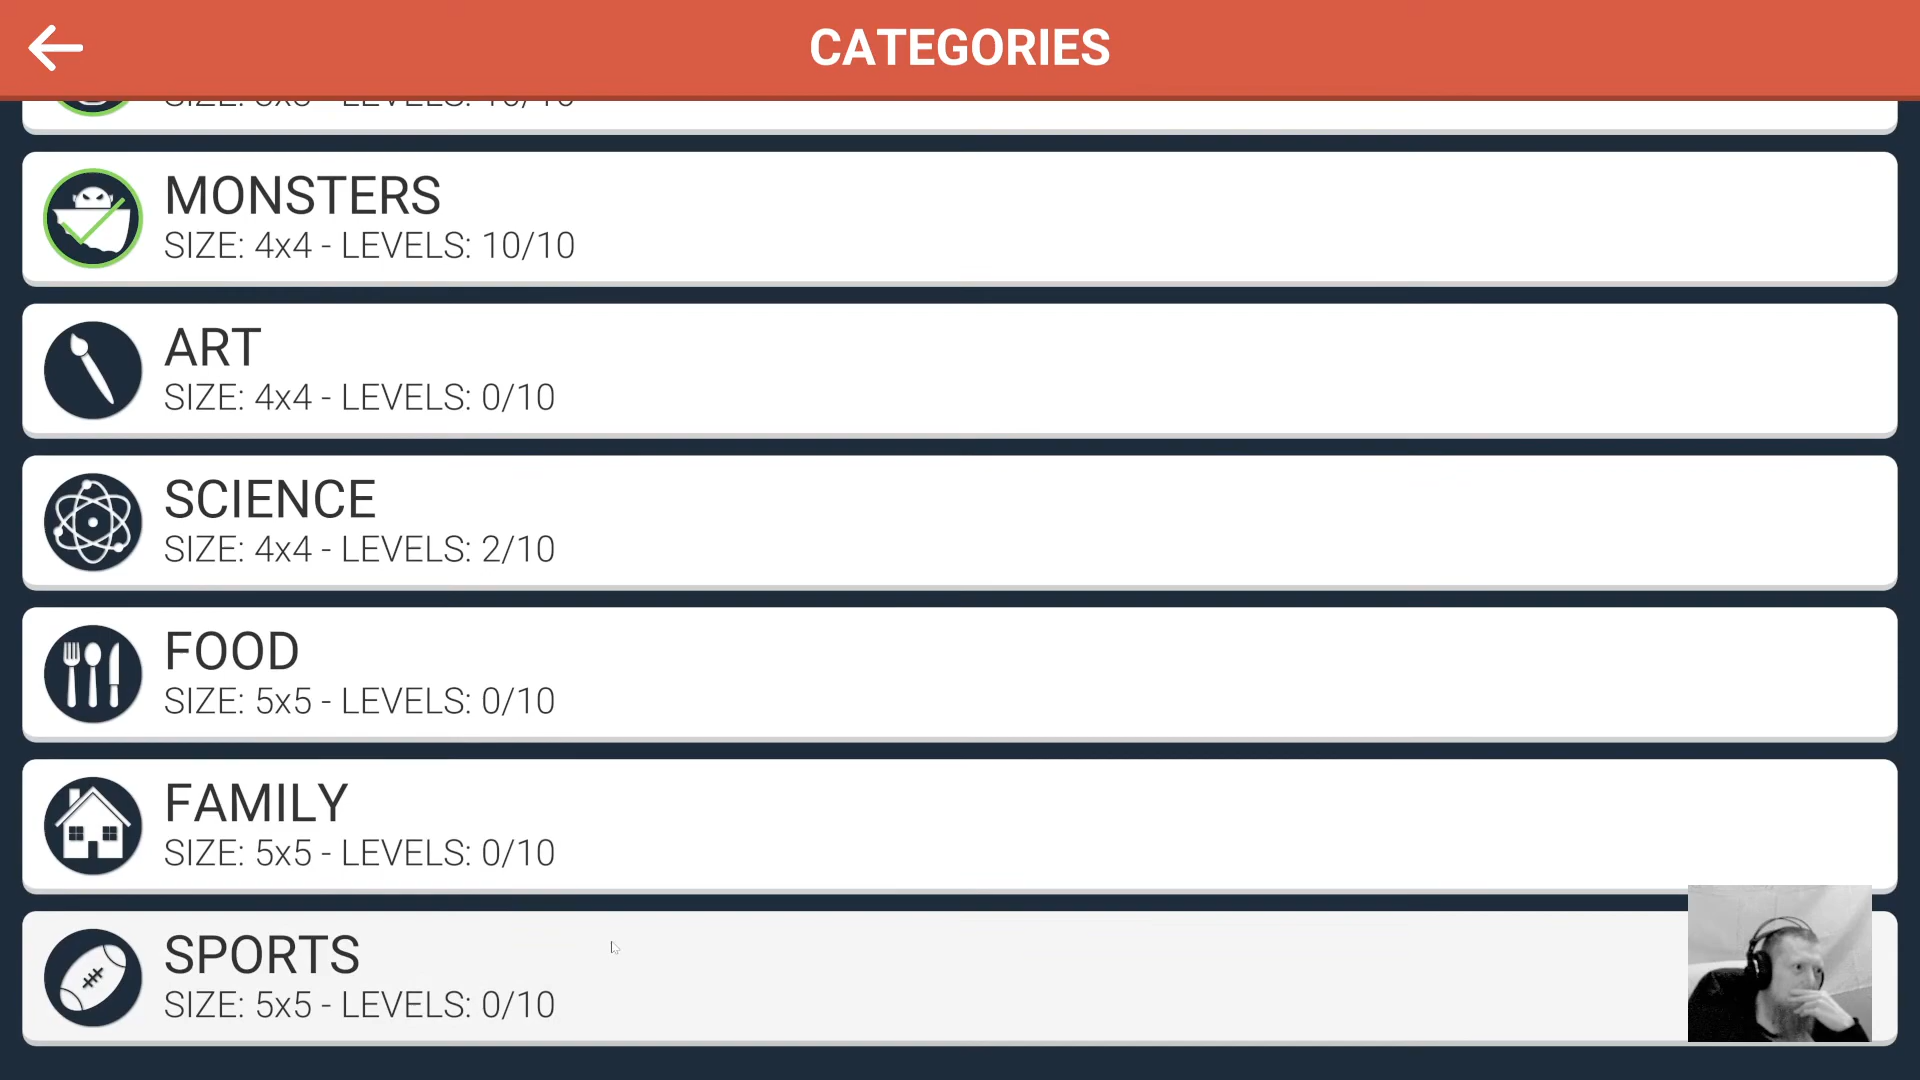 CATEGORIES
MONSTERS
SIZE: 4x4 - LEVELS: 10/10
ART
SIZE: 4x4 - LEVELS: 0/10
SCIENCE
SIZE: 4x4 - LEVELS: 2/10
FOOD
SIZE: 5x5 - LEVELS: 0/10
FAMILY
SIZE: 5x5 - LEVELS: 0/10
SPORTS
SIZE: 5x5 - LEVELS: 0/10